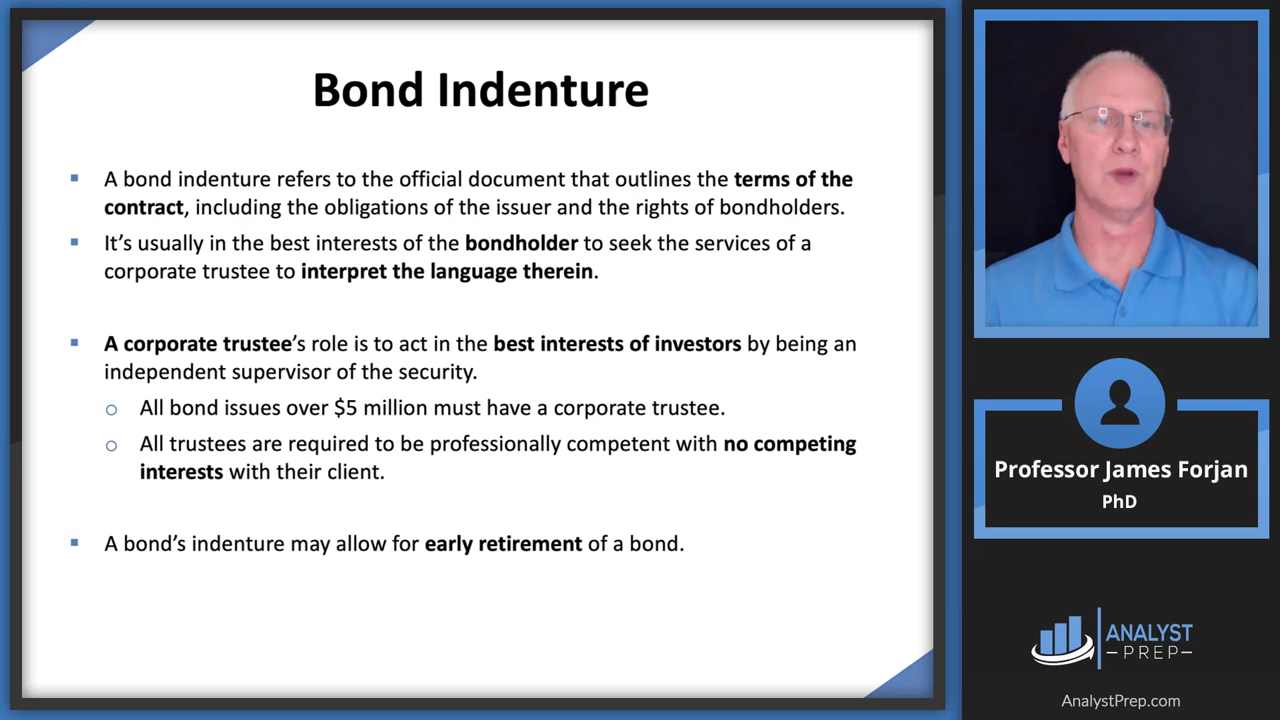 Bond Indenture
▪ A bond indenture refers to the official document that outlines the terms of the
contract, including the obligations of the issuer and the rights of bondholders.
▪ It’s usually in the best interests of the bondholder to seek the services of a
corporate trustee to interpret the language therein.
▪ A corporate trustee’s role is to act in the best interests of investors by being an
independent supervisor of the security.
o All bond issues over $5 million must have a corporate trustee.
o All trustees are required to be professionally competent with no competing
interests with their client.
▪ A bond’s indenture may allow for early retirement of a bond.
Professor James Forjan
PhD
ANALYST
–PREP–
AnalystPrep.com